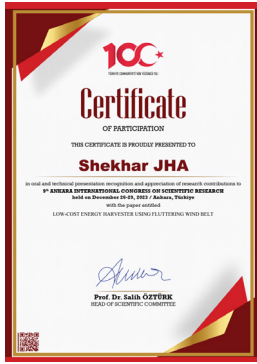 100
Certificate
OF PARTICIPATION
THIS CERTIFICATE IS PROUDLY PRESENTED TO
Shekhar JHA
in oral and technical presentation recognition and appreciation of research contributions to
9th ANKARA INTERNATIONAL CONGRESS ON SCIENTIFIC RESEARCH
held on December 26-29, 2023 / Ankara, Türkiye
with the paper entitled
LOW-COST ENERGY HARVESTER USING FLUTTERING WIND BELT
Prof. Dr. Salih ÖZTÜRK
HEAD OF SCIENTIFIC COMMITTEE